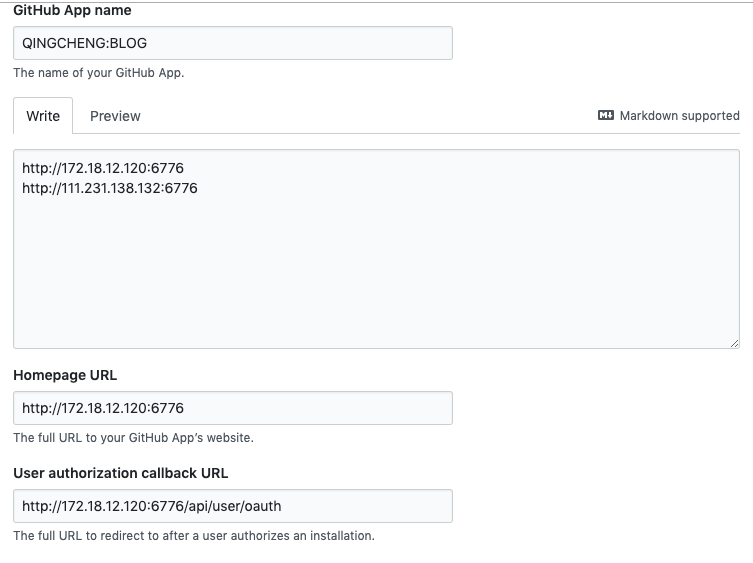 GitHub App name
QINGCHENG:BLOG
The name of your GitHub App.
Write Preview Markdown supported
http://172.18.12.120:6776
http://111.231.138.132:6776
Homepage URL
http://172.18.12.120:6776
The full URL to your GitHub App’s website.
User authorization callback URL
http://172.18.12.120:6776/api/user/oauth
The full URL to redirect to after a user authorizes an installation.